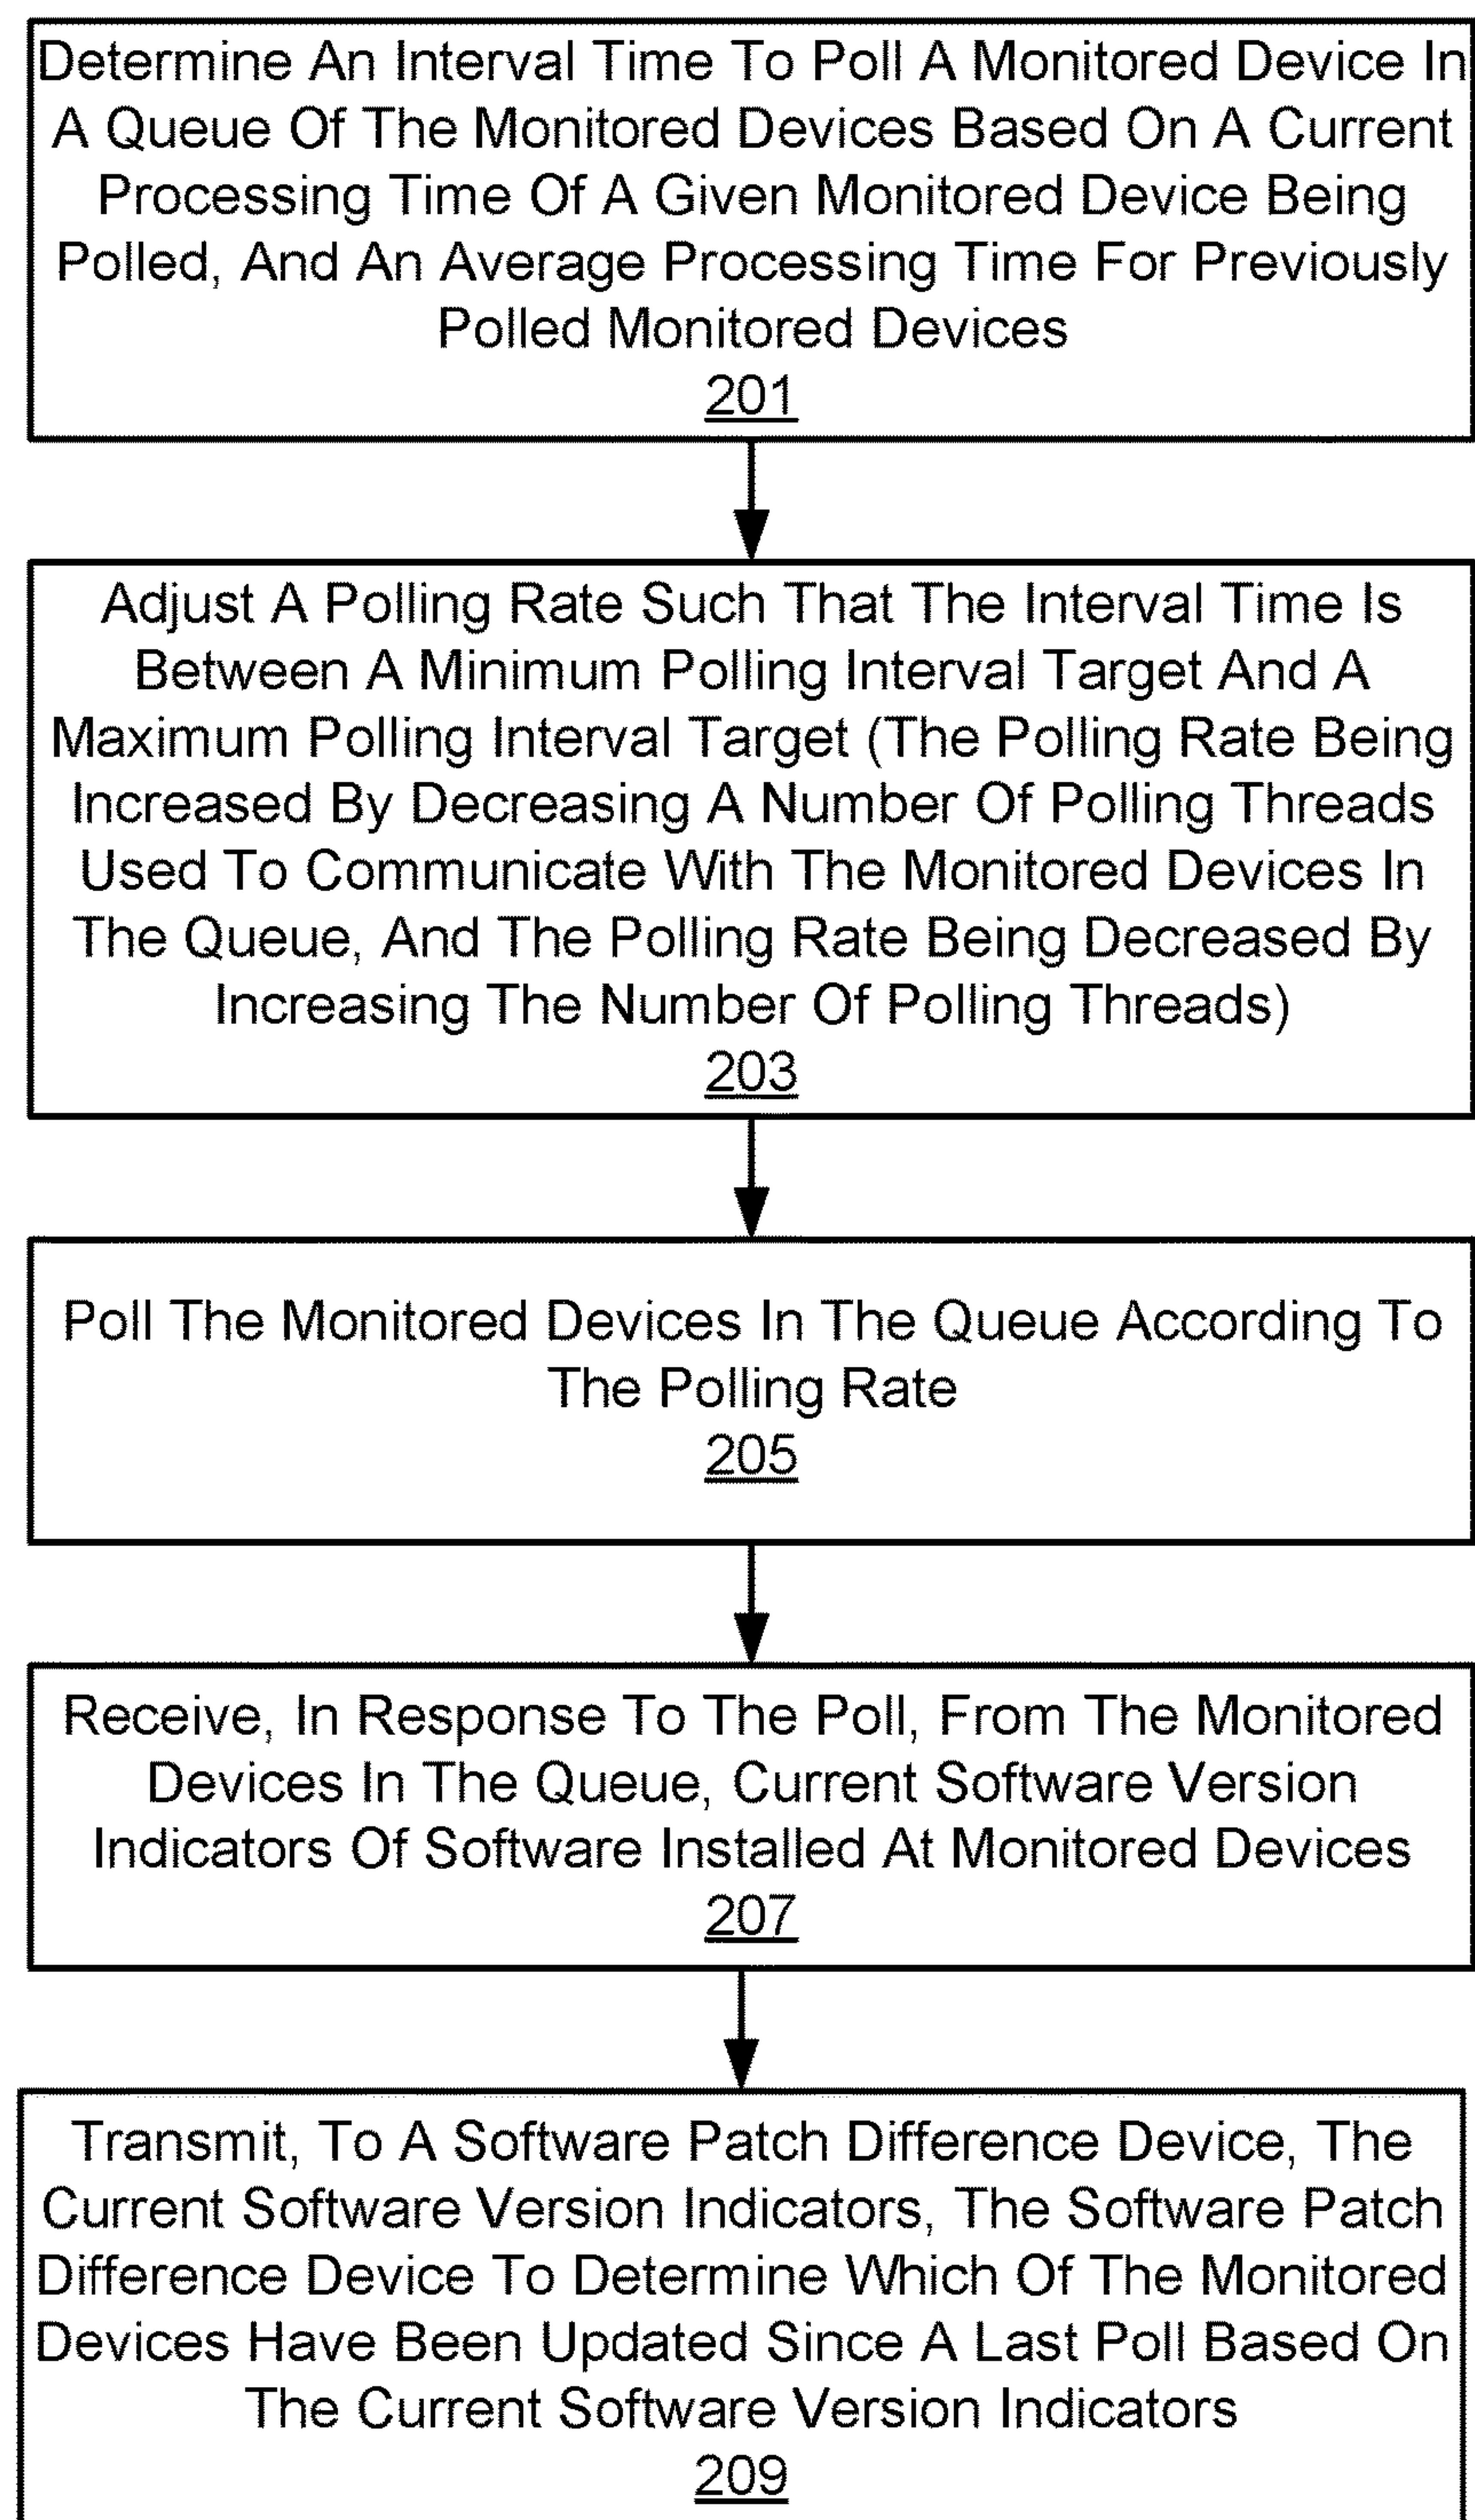 Determine An Interval Time To Poll A Monitored Device In
A Queue Of The Monitored Devices Based On A Current
Processing Time Of A Given Monitored Device Being
Polled, And An Average Processing Time For Previously
Polled Monitored Devices
201
Adjust A Polling Rate Such That The Interval Time Is
Between A Minimum Polling Interval Target And A
Maximum Polling Interval Target (The Polling Rate Being
Increased By Decreasing A Number Of Polling Threads
Used To Communicate With The Monitored Devices In
The Queue, And The Polling Rate Being Decreased By
Increasing The Number Of Polling Threads)
203
Poll The Monitored Devices In The Queue According To
The Polling Rate
205
Receive, In Response To The Poll, From The Monitored
Devices In The Queue, Current Software Version
Indicators Of Software Installed At Monitored Devices
207
Transmit, To A Software Patch Difference Device, The
Current Software Version Indicators, The Software Patch
Difference Device To Determine Which Of The Monitored
Devices Have Been Updated Since A Last Poll Based On
The Current Software Version Indicators
209